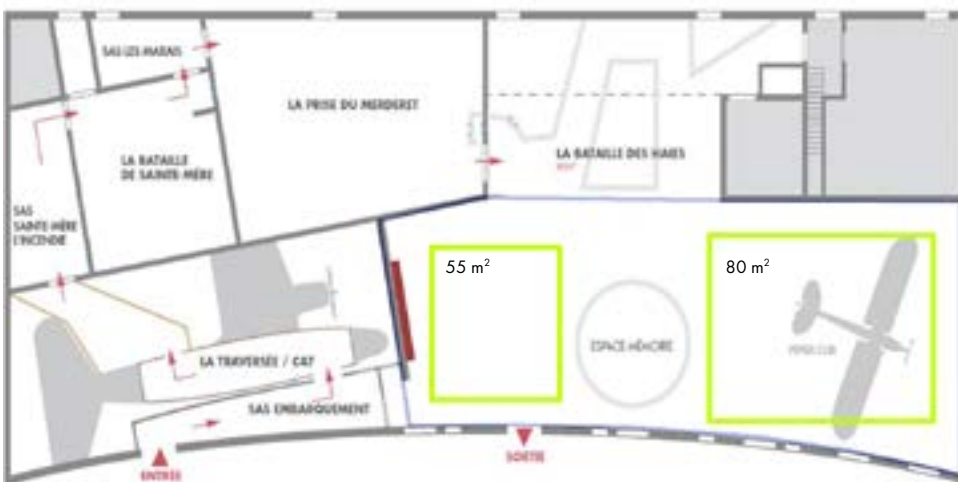 SAS LES MARAIS
LA PRISE DU MERDERET
LA BATAILLE
DE SAINTE-MÈRE
LA BATAILLE DES HAIES
SAS
SAINTE-MÈRE
L'INCENDIE
55 m²
80 m²
ESPACE MÉMOIRE
PIPER CUB
LA TRAVERSÉE / C47
SAS EMBARQUEMENT
ENTRÉE
SORTIE